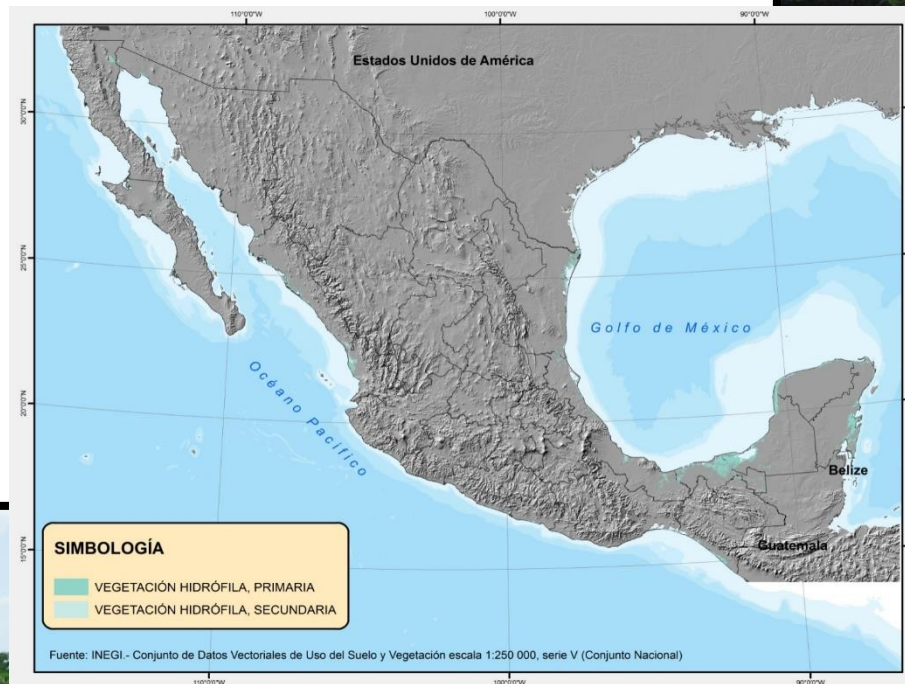 110°0'0"W
100°0'0"W
90°0'0"W
Estados Unidos de América
30°0'0"N
25°0'0"N
Golfo de México
Océano Pacífico
20°0'0"N
Belize
15°0'0"N
Guatemala
SIMBOLOGÍA
VEGETACIÓN HIDRÓFILA, PRIMARIA
VEGETACIÓN HIDRÓFILA, SECUNDARIA
Fuente: INEGI.- Conjunto de Datos Vectoriales de Uso del Suelo y Vegetación escala 1:250 000, serie V (Conjunto Nacional)
110°0'0"W
100°0'0"W
90°0'0"W